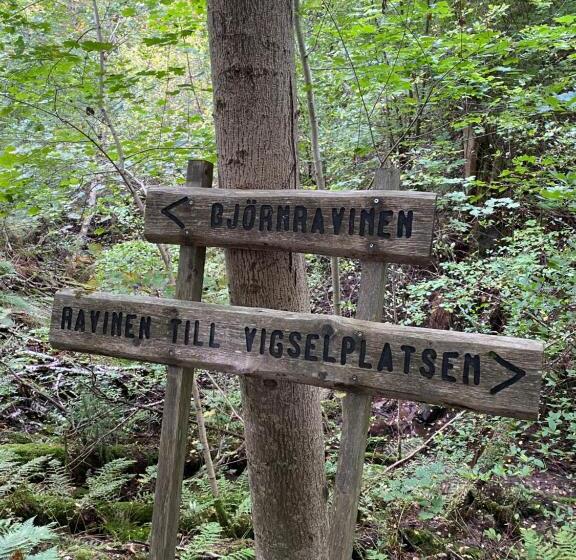 < BJÖRNRAVINEN
RAVINEN TILL VIGSELPLATSEN >